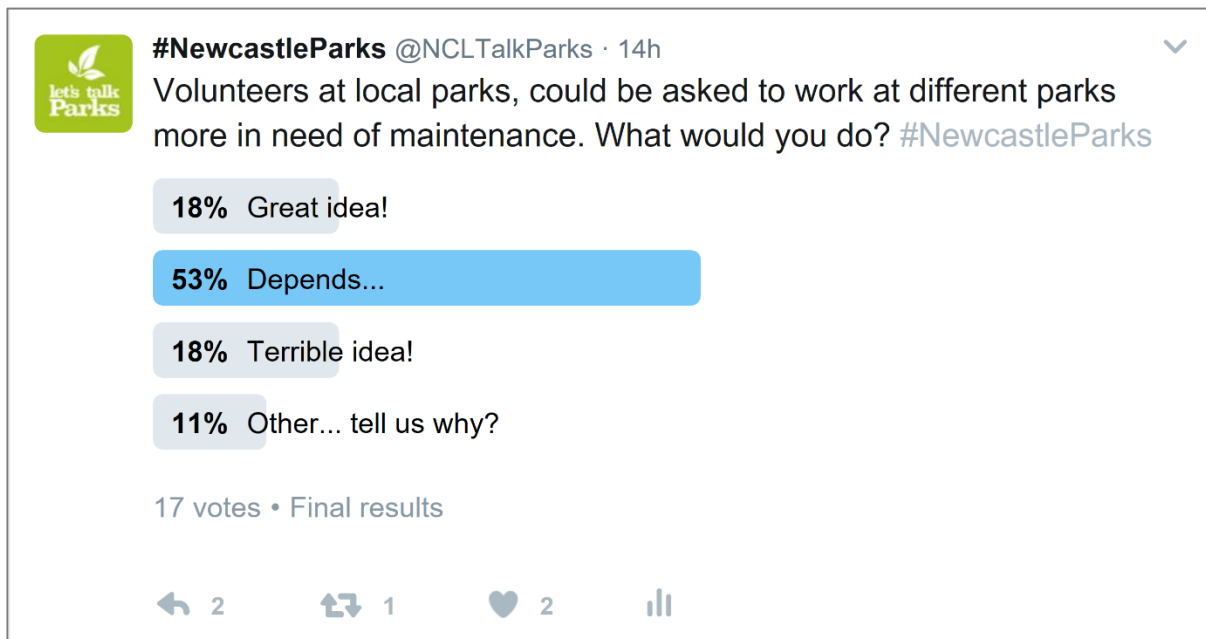 let's talk
Parks
#NewcastleParks @NCLTalkParks · 14h
Volunteers at local parks, could be asked to work at different parks
more in need of maintenance. What would you do? #NewcastleParks
18% Great idea!
53% Depends...
18% Terrible idea!
11% Other... tell us why?
17 votes • Final results
2 1 2